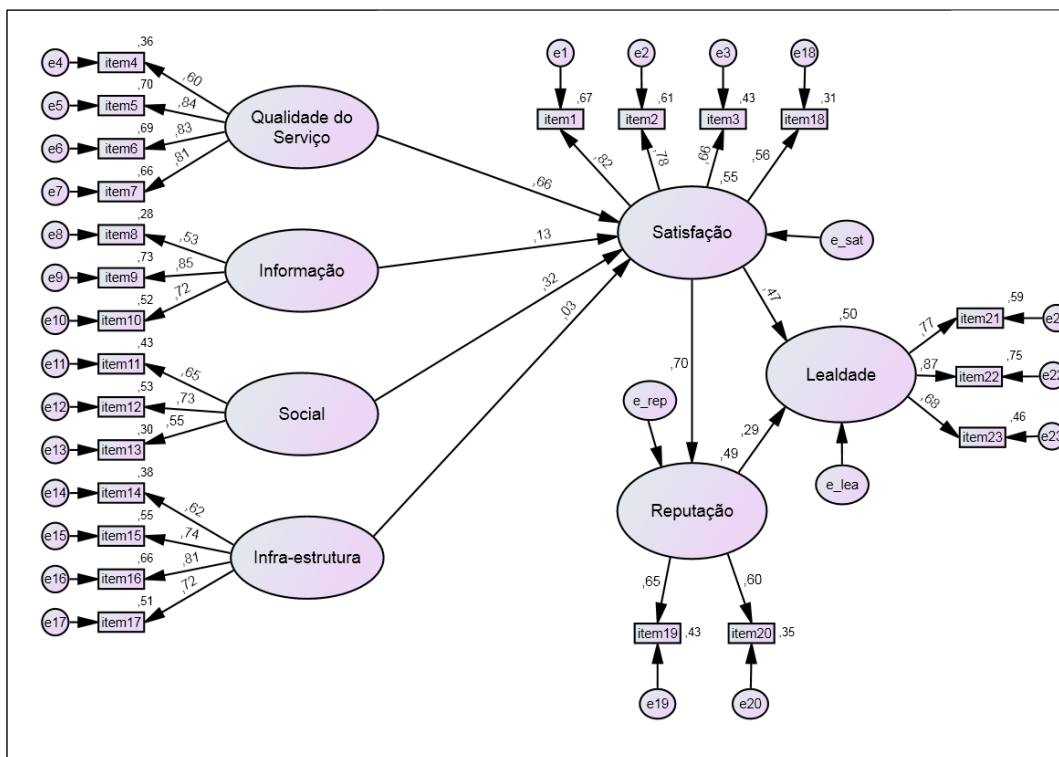 e4
item4
,36
,60
e5
item5
,70
,84
e6
item6
,69
,83
e7
item7
,66
,81
Qualidade do
Serviço
,66
e8
item8
,28
,53
e9
item9
,73
,85
e10
item10
,52
,72
Informação
,13
e11
item11
,43
,65
e12
item12
,53
,73
e13
item13
,30
,55
Social
,32
e14
item14
,38
,62
e15
item15
,55
,74
e16
item16
,66
,81
e17
item17
,51
,72
Infra-estrutura
,03
e1
e2
e3
e18
,67
,61
,43
,31
item1
item2
item3
item18
,82
,78
,66
,56
,55
Satisfação
e_sat
,47
,70
,50
Lealdade
,77
item21
,59
,87
item22
,75
e22
,68
item23
,46
e23
e_lea
e_rep
,29
,49
Reputação
,65
,60
item19
,43
item20
,35
e19
e20